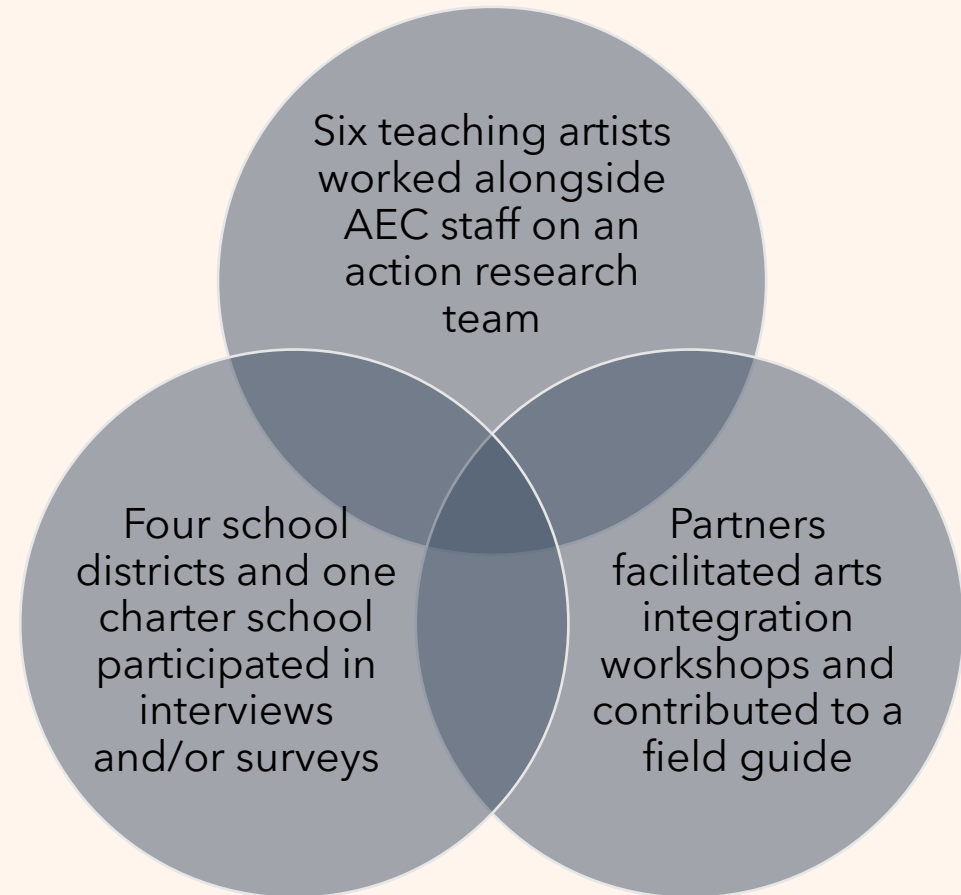 Six teaching artists
worked alongside
AEC staff on an
action research
team
Four school
districts and one
charter school
participated in
interviews
and/or surveys
Partners
facilitated arts
integration
workshops and
contributed to a
field guide